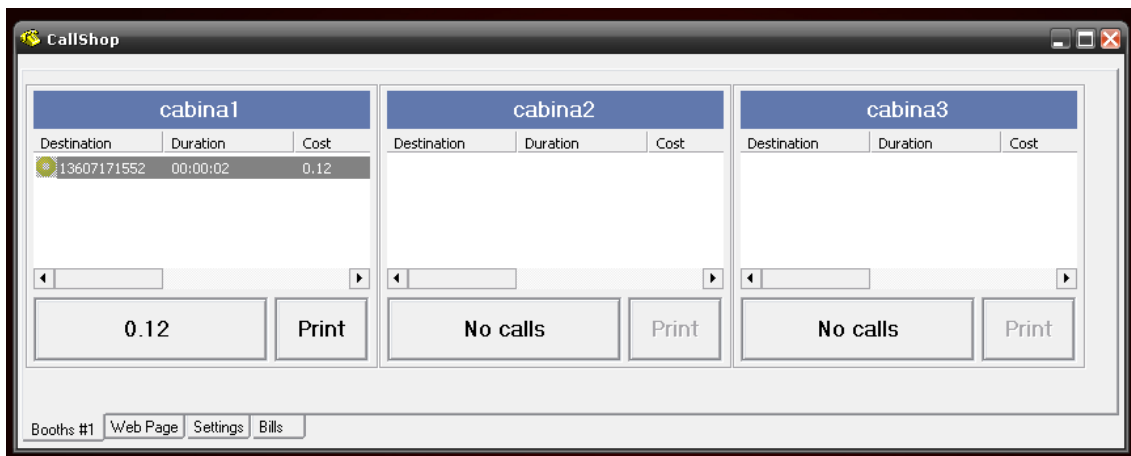 CallShop
cabina1 cabina2 cabina3
Destination Duration Cost Destination Duration Cost Destination Duration Cost
13607171552 00:00:02 0.12
0.12 Print No calls Print No calls Print
Booths #1 Web Page Settings Bills